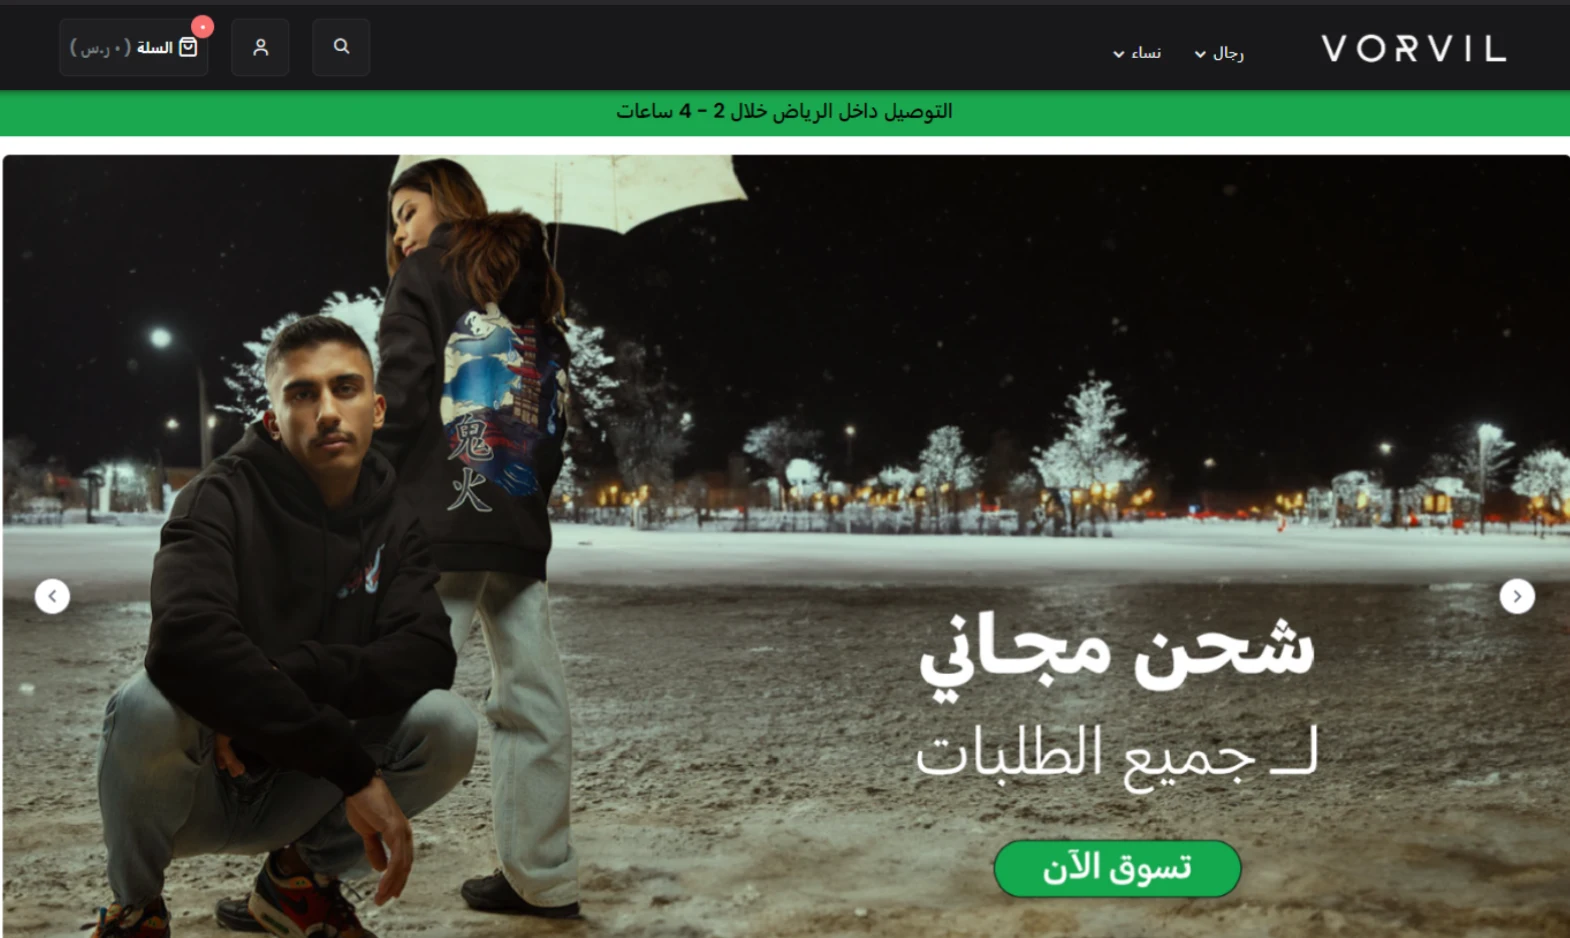 VORVIL
رجال
نساء
السلة ( ٠ ر.س )
٠
التوصيل داخل الرياض خلال 2 - 4 ساعات
鬼
火
شحن مجاني
لـ جميع الطلبات
تسوق الآن